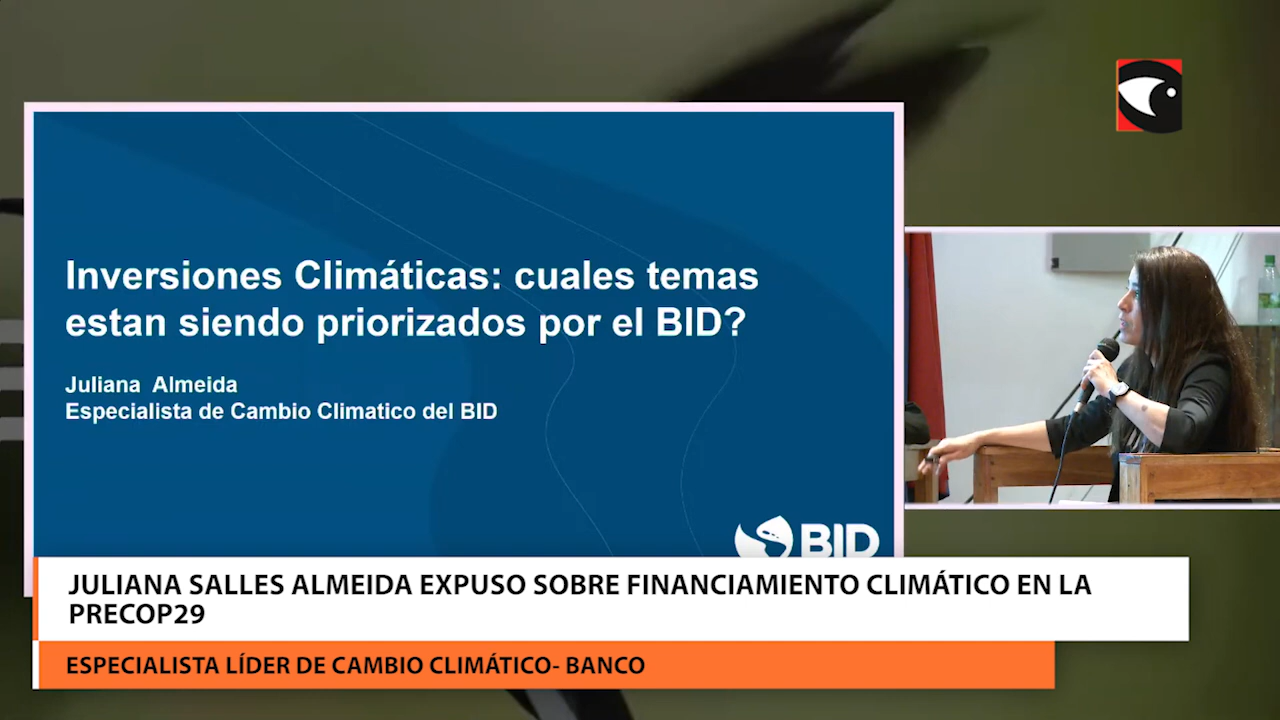 Inversiones Climáticas: cuales temas
estan siendo priorizados por el BID?
Juliana Almeida
Especialista de Cambio Climatico del BID
BID
JULIANA SALLES ALMEIDA EXPUSO SOBRE FINANCIAMIENTO CLIMÁTICO EN LA
PRECOP29
ESPECIALISTA LÍDER DE CAMBIO CLIMÁTICO- BANCO